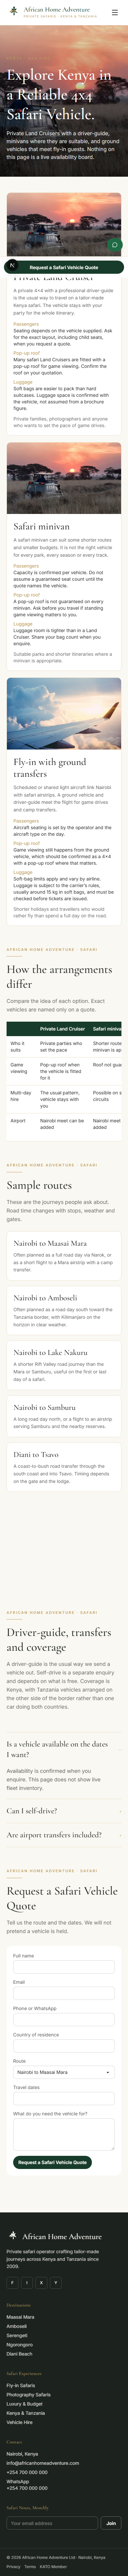 African Home Adventure
PRIVATE SAFARI · KENYA & TANZANIA
Explore Kenya in
a Reliable 4x4
Safari Vehicle.
Private Land Cruisers with a driver-guide,
minivans where they are suitable, and ground
vehicles that meet fly-in guests. Nothing on
this page is a live availability board.
Request a Safari Vehicle Quote
N
Private Land Cruiser
A private 4x4 with a professional driver-guide
is the usual way to travel on a tailor-made
Kenya safari. The vehicle stays with your
party for the whole itinerary.
Passengers
Seating depends on the vehicle supplied. Ask
for the exact layout, including child seats,
when you request a quote.
Pop-up roof
Many safari Land Cruisers are fitted with a
pop-up roof for game viewing. Confirm the
roof on your quotation.
Luggage
Soft bags are easier to pack than hard
suitcases. Luggage space is confirmed with
the vehicle, not assumed from a brochure
figure.
Private families, photographers and anyone
who wants to set the pace.
Safari minivan
A safari minivan can suit some shorter routes
and smaller budgets. It is not the right vehicle
for every park, season or every track.
Passengers
Capacity is confirmed per vehicle. Do not
assume a guaranteed seat count until the
quote names the vehicle.
Pop-up roof
A pop-up roof is not guaranteed on every
minivan. Ask before you travel if standing
game viewing matters to you.
Luggage
Luggage room is tighter than in a Land
Cruiser. Share your bag count when you
enquire.
Suitable parks and shorter itineraries where a
minivan is appropriate.
Fly-in with ground
transfers
Scheduled or shared light aircraft link Nairobi
with safari airstrips. A ground vehicle and
driver-guide meet the flight for game drives
and camp transfers.
Passengers
Aircraft seating is set by the operator and the
aircraft type on the day.
Pop-up roof
Game viewing still happens from the ground
vehicle, which should be confirmed as a 4x4
with a pop-up roof where that matters.
Luggage
Soft-bag limits apply very early by airline.
Luggage is subject to the carrier's rules,
usually around 15 kg in soft bags, and must be
checked before tickets are issued.
Shorter holidays and travellers who would
rather fly than spend a full day on the road.
AFRICAN HOME ADVENTURE · SAFARI
How the arrangements
differ
Compare the idea of each option. Exact
vehicles are named only on a quote.
Private Land Cruiser Safari miniva
Who it suits Private parties who set the pace Shorter route minivan is ap
Game viewing Pop-up roof when the vehicle is fitted for it Roof not guar
Multi-day hire The usual pattern, vehicle stays with you Possible on s circuits
Airport Nairobi meet can be added Nairobi meet added
AFRICAN HOME ADVENTURE · SAFARI
Sample routes
These are the journeys people ask about.
Road times change with stops, weather and
gates.
Nairobi to Maasai Mara
Often planned as a full road day via Narok, or
as a short flight to a Mara airstrip with a camp
transfer.
Nairobi to Amboseli
Often planned as a road day south toward the
Tanzania border, with Kilimanjaro on the
horizon in clear weather.
Nairobi to Lake Nakuru
A shorter Rift Valley road journey than the
Mara or Samburu, useful on the first or last
day of a safari.
Nairobi to Samburu
A long road day north, or a flight to an airstrip
serving Samburu and the nearby reserves.
Diani to Tsavo
A coast-to-bush road transfer through the
south coast and into Tsavo. Timing depends
on the gate and the lodge.
AFRICAN HOME ADVENTURE · SAFARI
Driver-guide, transfers
and coverage
A driver-guide is the usual way we send a
vehicle out. Self-drive is a separate enquiry
and depends on the route. Coverage is
Kenya, with Tanzania vehicles arranged with
our team there, not one vehicle type at the
same price on both sides of the
border
Is a vehicle available on the dates
I want?
Availability is confirmed when you
enquire. This page does not show live
fleet inventory.
Can I self-drive?
Are airport transfers included?
AFRICAN HOME ADVENTURE · SAFARI
Request a Safari Vehicle
Quote
Tell us the route and the dates. We will not
pretend a vehicle is held.
Full name
Email
Phone or WhatsApp
Country of residence
Route
Nairobi to Maasai Mara
Travel dates
What do you need the vehicle for?
Request a Safari Vehicle Quote
African Home Adventure
Private safari operator crafting tailor-made
journeys across Kenya and Tanzania since
2009.
F I X Y
Destinations
Maasai Mara
Amboseli
Serengeti
Ngorongoro
Diani Beach
Safari Experiences
Fly-in Safaris
Photography Safaris
Luxury & Budget
Kenya & Tanzania
Vehicle Hire
Contact
Nairobi, Kenya
info@africanhomeadventure.com
+254 700 000 000
WhatsApp
+254 700 000 000
Safari Notes, Monthly
Your email address
Join
© 2026 African Home Adventure Ltd · Nairobi, Kenya
Privacy Terms KATO Member